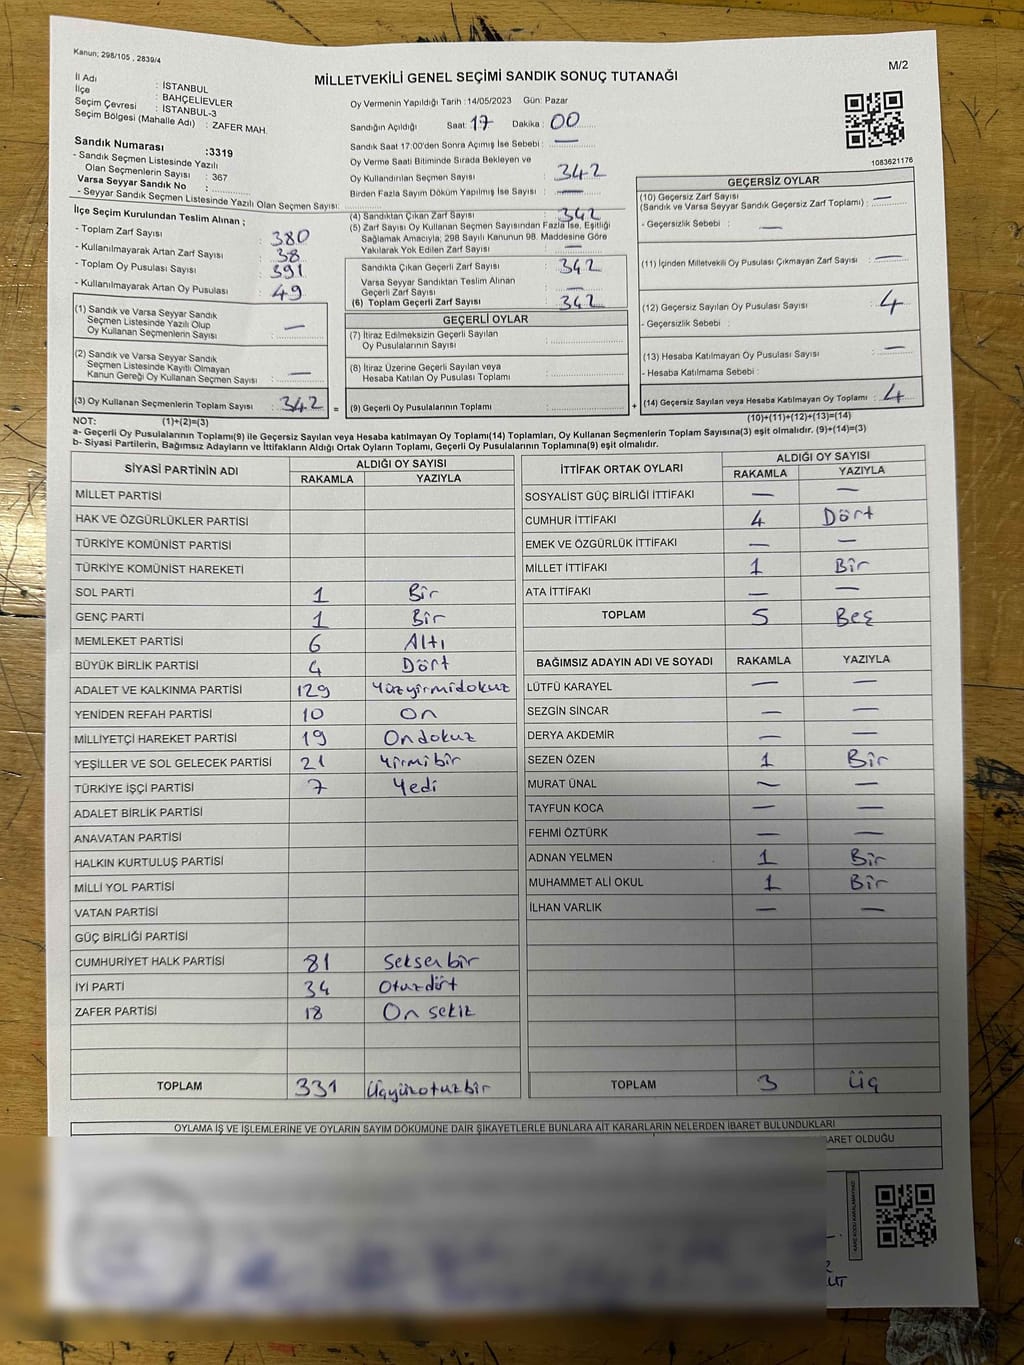 Kanun; 298/105 , 2839/4
M/2
MİLLETVEKİLİ GENEL SEÇİMİ SANDIK SONUÇ TUTANAĞI
İl Adı : İSTANBUL
İlçe : BAHÇELİEVLER
Seçim Çevresi : İSTANBUL-3
Seçim Bölgesi (Mahalle Adı) : ZAFER MAH.
Sandık Numarası :3319
- Sandık Seçmen Listesinde Yazılı
Olan Seçmenlerin Sayısı : 367
Varsa Seyyar Sandık No :
- Seyyar Sandık Seçmen Listesinde Yazılı Olan Seçmen Sayısı:
Oy Vermenin Yapıldığı Tarih :14/05/2023 Gün: Pazar
Sandığın Açıldığı Saat: 17 Dakika : 00
Sandık Saat 17:00'den Sonra Açımış İse Sebebi : —
Oy Verme Saati Bitiminde Sırada Bekleyen ve
Oy Kullandırılan Seçmen Sayısı : 342
Birden Fazla Sayım Döküm Yapılmış İse Sayısı : —
1083621176
İlçe Seçim Kurulundan Teslim Alınan ;
- Toplam Zarf Sayısı : 380
- Kullanılmayarak Artan Zarf Sayısı : 38
- Toplam Oy Pusulası Sayısı : 391
- Kullanılmayarak Artan Oy Pusulası : 49
(1) Sandık ve Varsa Seyyar Sandık
Seçmen Listesinde Yazılı Olup
Oy Kullanan Seçmenlerin Sayısı : —
(2) Sandık ve Varsa Seyyar Sandık
Seçmen Listesinde Kayıtlı Olmayan
Kanun Gereği Oy Kullanan Seçmen Sayısı : —
(3) Oy Kullanan Seçmenlerin Toplam Sayısı : 342 =
(4) Sandıktan Çıkan Zarf Sayısı : 342
(5) Zarf Sayısı Oy Kullanan Seçmen Sayısından Fazla İse, Eşitliği
Sağlamak Amacıyla; 298 Sayılı Kanunun 98. Maddesine Göre
Yakılarak Yok Edilen Zarf Sayısı : —
Sandıkta Çıkan Geçerli Zarf Sayısı : 342
Varsa Seyyar Sandıktan Teslim Alınan
Geçerli Zarf Sayısı : —
(6) Toplam Geçerli Zarf Sayısı : 342
GEÇERLİ OYLAR
(7) İtiraz Edilmeksizin Geçerli Sayılan
Oy Pusulalarının Sayısı :
(8) İtiraz Üzerine Geçerli Sayılan veya
Hesaba Katılan Oy Pusulası Toplamı :
(9) Geçerli Oy Pusulalarının Toplamı : +
GEÇERSİZ OYLAR
(10) Geçersiz Zarf Sayısı
(Sandık ve Varsa Seyyar Sandık Geçersiz Zarf Toplamı ) : —
- Geçersizlik Sebebi : —
(11) İçinden Milletvekili Oy Pusulası Çıkmayan Zarf Sayısı : —
(12) Geçersiz Sayılan Oy Pusulası Sayısı : 4
- Geçersizlik Sebebi :
(13) Hesaba Katılmayan Oy Pusulası Sayısı : —
- Hesaba Katılmama Sebebi :
(14) Geçersiz Sayılan veya Hesaba Katılmayan Oy Toplamı : 4
NOT: (1)+(2)=(3) (10)+(11)+(12)+(13)=(14)
a- Geçerli Oy Pusulalarının Toplamı(9) ile Geçersiz Sayılan veya Hesaba katılmayan Oy Toplamı(14) Toplamları, Oy Kullanan Seçmenlerin Toplam Sayısına(3) eşit olmalıdır. (9)+(14)=(3)
b- Siyasi Partilerin, Bağımsız Adayların ve İttifakların Aldığı Ortak Oyların Toplamı, Geçerli Oy Pusulalarının Toplamına(9) eşit olmalıdır.
SİYASİ PARTİNİN ADI ALDIĞI OY SAYISI
RAKAMLA YAZIYLA
MİLLET PARTİSİ
HAK VE ÖZGÜRLÜKLER PARTİSİ
TÜRKİYE KOMÜNİST PARTİSİ
TÜRKİYE KOMÜNİST HAREKETİ
SOL PARTİ 1 Bir
GENÇ PARTİ 1 Bir
MEMLEKET PARTİSİ 6 Altı
BÜYÜK BİRLİK PARTİSİ 4 Dört
ADALET VE KALKINMA PARTİSİ 129 Yüzyirmidokuz
YENİDEN REFAH PARTİSİ 10 On
MİLLİYETÇİ HAREKET PARTİSİ 19 Ondokuz
YEŞİLLER VE SOL GELECEK PARTİSİ 21 Yirmibir
TÜRKİYE İŞÇİ PARTİSİ 7 Yedi
ADALET BİRLİK PARTİSİ
ANAVATAN PARTİSİ
HALKIN KURTULUŞ PARTİSİ
MİLLİ YOL PARTİSİ
VATAN PARTİSİ
GÜÇ BİRLİĞİ PARTİSİ
CUMHURİYET HALK PARTİSİ 81 Seksenbir
İYİ PARTİ 34 Otuzdört
ZAFER PARTİSİ 18 On sekiz
TOPLAM 331 Üçyüzotuzbir
İTTİFAK ORTAK OYLARI ALDIĞI OY SAYISI
RAKAMLA YAZIYLA
SOSYALİST GÜÇ BİRLİĞİ İTTİFAKI — —
CUMHUR İTTİFAKI 4 Dört
EMEK VE ÖZGÜRLÜK İTTİFAKI — —
MİLLET İTTİFAKI 1 Bir
ATA İTTİFAKI — —
TOPLAM 5 Beş
BAĞIMSIZ ADAYIN ADI VE SOYADI RAKAMLA YAZIYLA
LÜTFÜ KARAYEL — —
SEZGİN SİNCAR — —
DERYA AKDEMİR — —
SEZEN ÖZEN 1 Bir
MURAT ÜNAL — —
TAYFUN KOCA — —
FEHMİ ÖZTÜRK — —
ADNAN YELMEN 1 Bir
MUHAMMET ALİ OKUL 1 Bir
İLHAN VARLIK — —
TOPLAM 3 Üç
OYLAMA İŞ VE İŞLEMLERİNE VE OYLARIN SAYIM DÖKÜMÜNE DAİR ŞİKAYETLERLE BUNLARA AİT KARARLARIN NELERDEN İBARET BULUNDUKLARI
BARET OLDUĞU